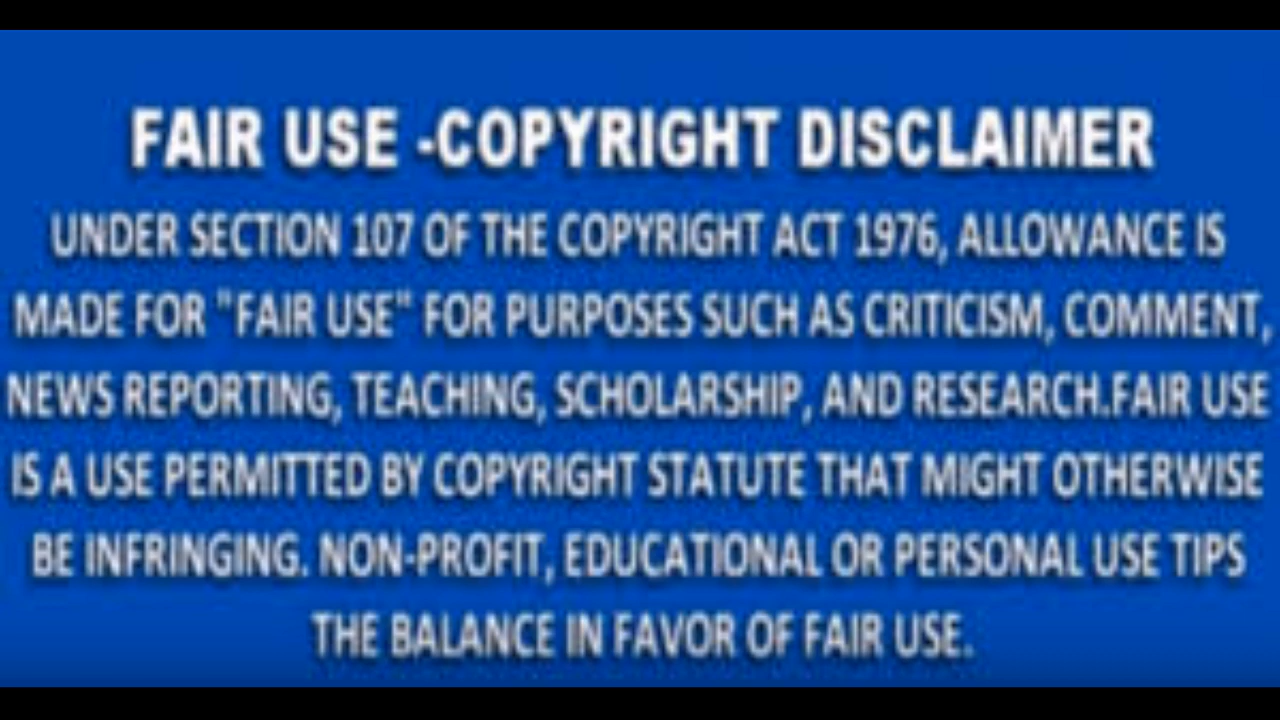 FAIR USE -COPYRIGHT DISCLAIMER
UNDER SECTION 107 OF THE COPYRIGHT ACT 1976, ALLOWANCE IS
MADE FOR "FAIR USE" FOR PURPOSES SUCH AS CRITICISM, COMMENT,
NEWS REPORTING, TEACHING, SCHOLARSHIP, AND RESEARCH.FAIR USE
IS A USE PERMITTED BY COPYRIGHT STATUTE THAT MIGHT OTHERWISE
BE INFRINGING. NON-PROFIT, EDUCATIONAL OR PERSONAL USE TIPS
THE BALANCE IN FAVOR OF FAIR USE.